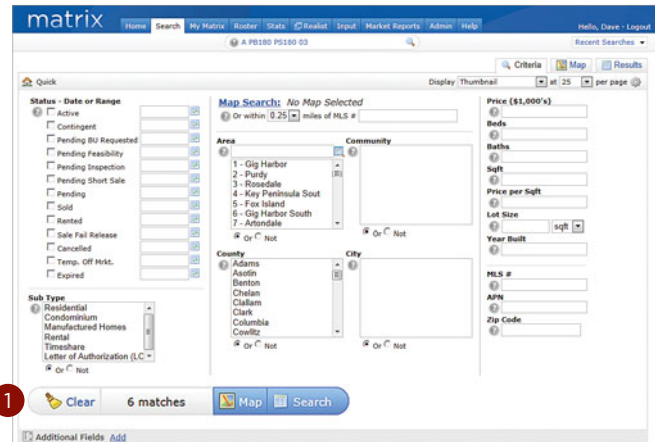 matrix
Home Search My Matrix Roster Stats Realist Input Market Reports Admin Help
Hello, Dave - Logout
A PB180 PS180 03
Recent Searches
Criteria Map Results
Quick
Display Thumbnail at 25 per page
Status - Date or Range
Active
Contingent
Pending BU Requested
Pending Feasibility
Pending Inspection
Pending Short Sale
Pending
Sold
Rented
Sale Fail Release
Cancelled
Temp. Off Mrkt.
Expired
Sub Type
Residential
Condominium
Manufactured Homes
Rental
Timeshare
Letter of Authorization (LC
Or Not
Map Search: No Map Selected
Or within 0.25 miles of MLS #
Area
1 - Gig Harbor
2 - Purdy
3 - Rosedale
4 - Key Peninsula Sout
5 - Fox Island
6 - Gig Harbor South
7 - Artondale
Or Not
Community
Or Not
County
Adams
Asotin
Benton
Chelan
Clallam
Clark
Columbia
Cowlitz
Or Not
City
Or Not
Price ($1,000's)
Beds
Baths
Sqft
Price per Sqft
Lot Size
sqft
Year Built
MLS #
APN
Zip Code
1
Clear 6 matches Map Search
Additional Fields Add